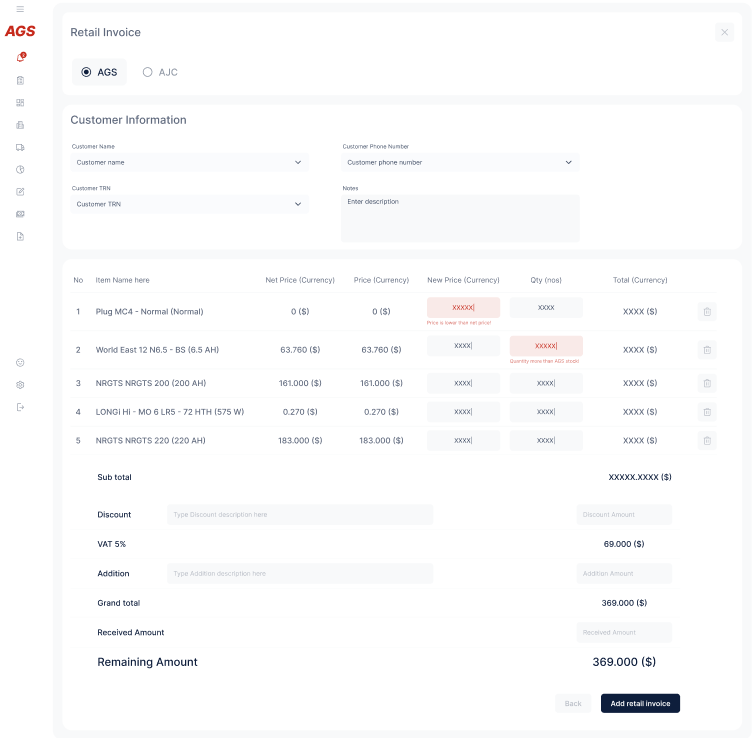 AGS
2
Retail Invoice
AGS
AJC
Customer Information
Customer Name
Customer Phone Number
Customer name
Customer phone number
Customer TRN
Notes
Customer TRN
Enter description
No Item Name here Net Price (Currency) Price (Currency) New Price (Currency) Qty (nos) Total (Currency)
1 Plug MC4 - Normal (Normal) 0 ($) 0 ($) XXXXX| XXXX XXXX ($)
Price is lower than net price!
2 World East 12 N6.5 - BS (6.5 AH) 63.760 ($) 63.760 ($) XXXX| XXXXX| XXXX ($)
Quantity more than AGS stock!
3 NRGTS NRGTS 200 (200 AH) 161.000 ($) 161.000 ($) XXXX| XXXX| XXXX ($)
4 LONGi HI - MO 6 LR5 - 72 HTH (575 W) 0.270 ($) 0.270 ($) XXXX| XXXX| XXXX ($)
5 NRGTS NRGTS 220 (220 AH) 183.000 ($) 183.000 ($) XXXX| XXXX| XXXX ($)
Sub total XXXXX.XXXX ($)
Discount Type Discount description here Discount Amount
VAT 5% 69.000 ($)
Addition Type Addition description here Addition Amount
Grand total 369.000 ($)
Received Amount Received Amount
Remaining Amount 369.000 ($)
Back Add retail invoice